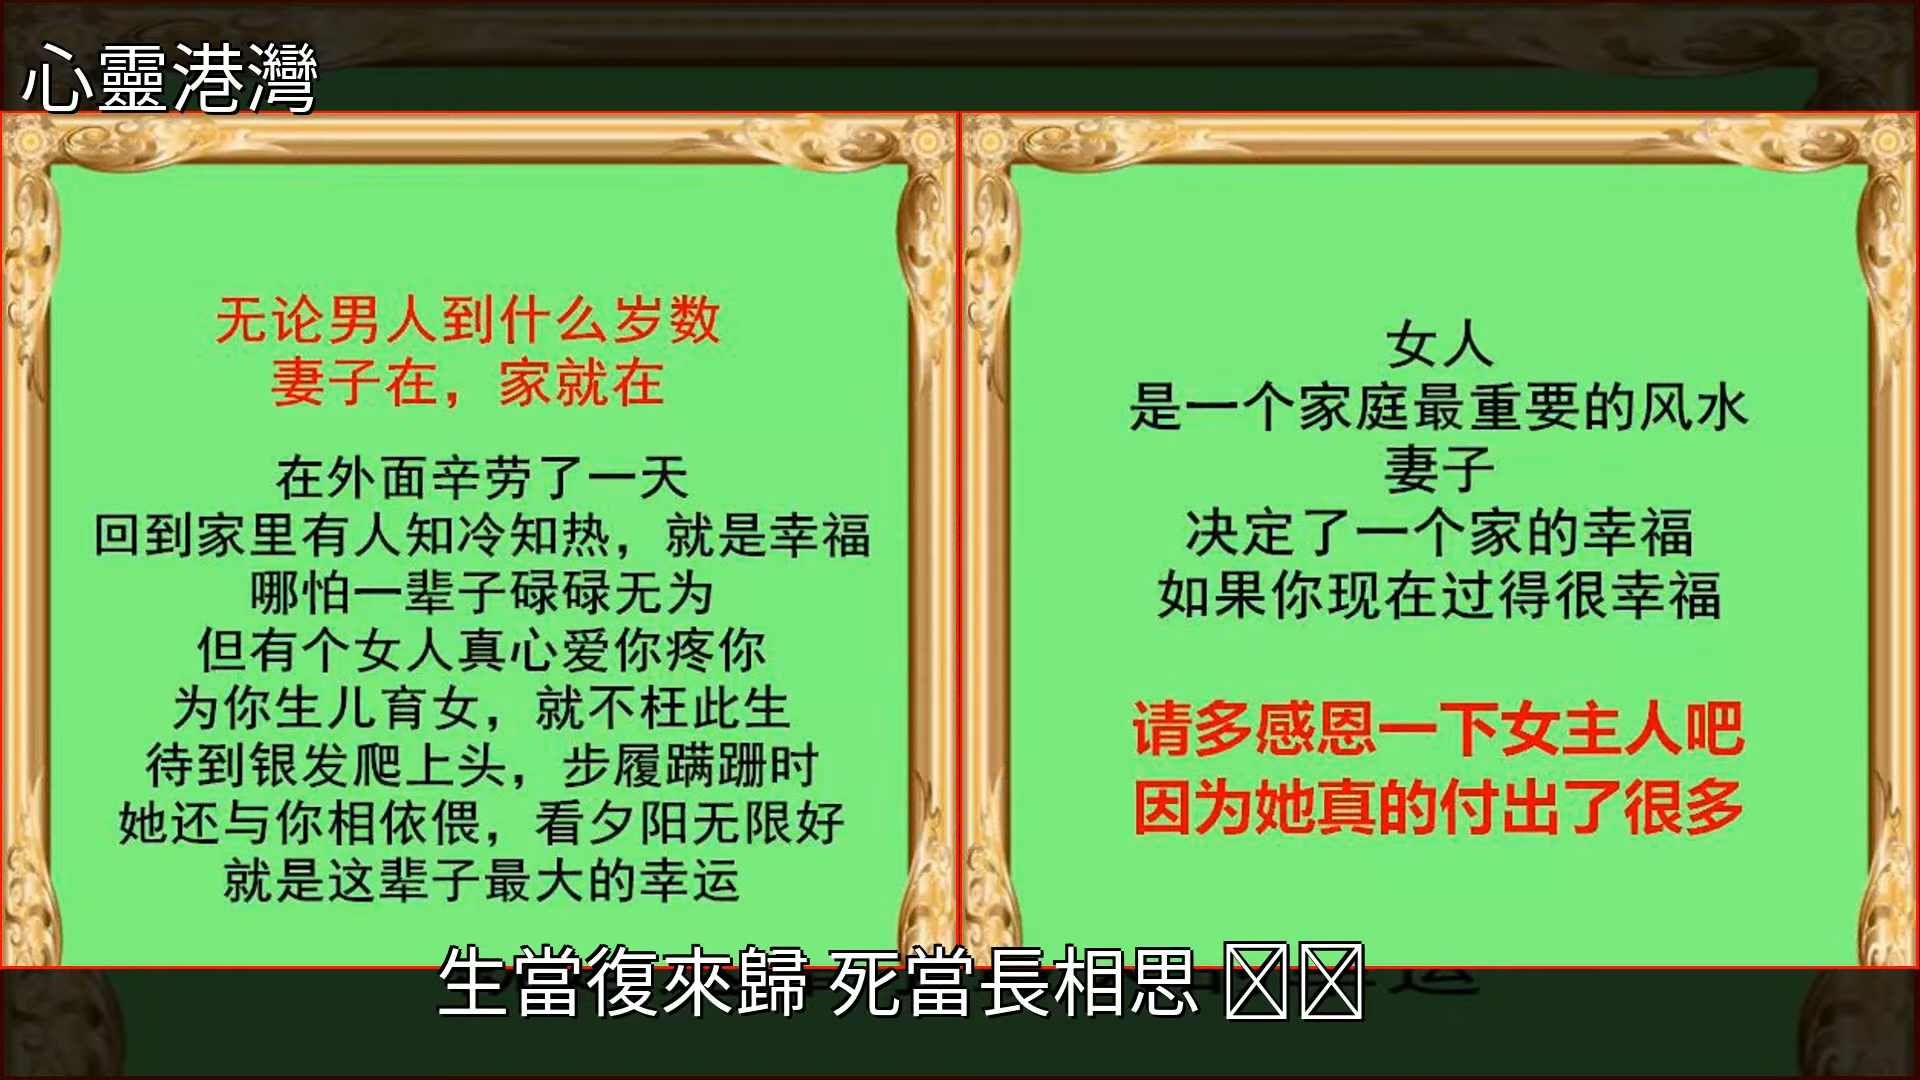 心靈港灣
无论男人到什么岁数
妻子在，家就在
在外面辛劳了一天
回到家里有人知冷知热，就是幸福
哪怕一辈子碌碌无为
但有个女人真心爱你疼你
为你生儿育女，就不枉此生
待到银发爬上头，步履蹒跚时
她还与你相依偎，看夕阳无限好
就是这辈子最大的幸运
女人
是一个家庭最重要的风水
妻子
决定了一个家的幸福
如果你现在过得很幸福
请多感恩一下女主人吧
因为她真的付出了很多
生當復來歸 死當長相思